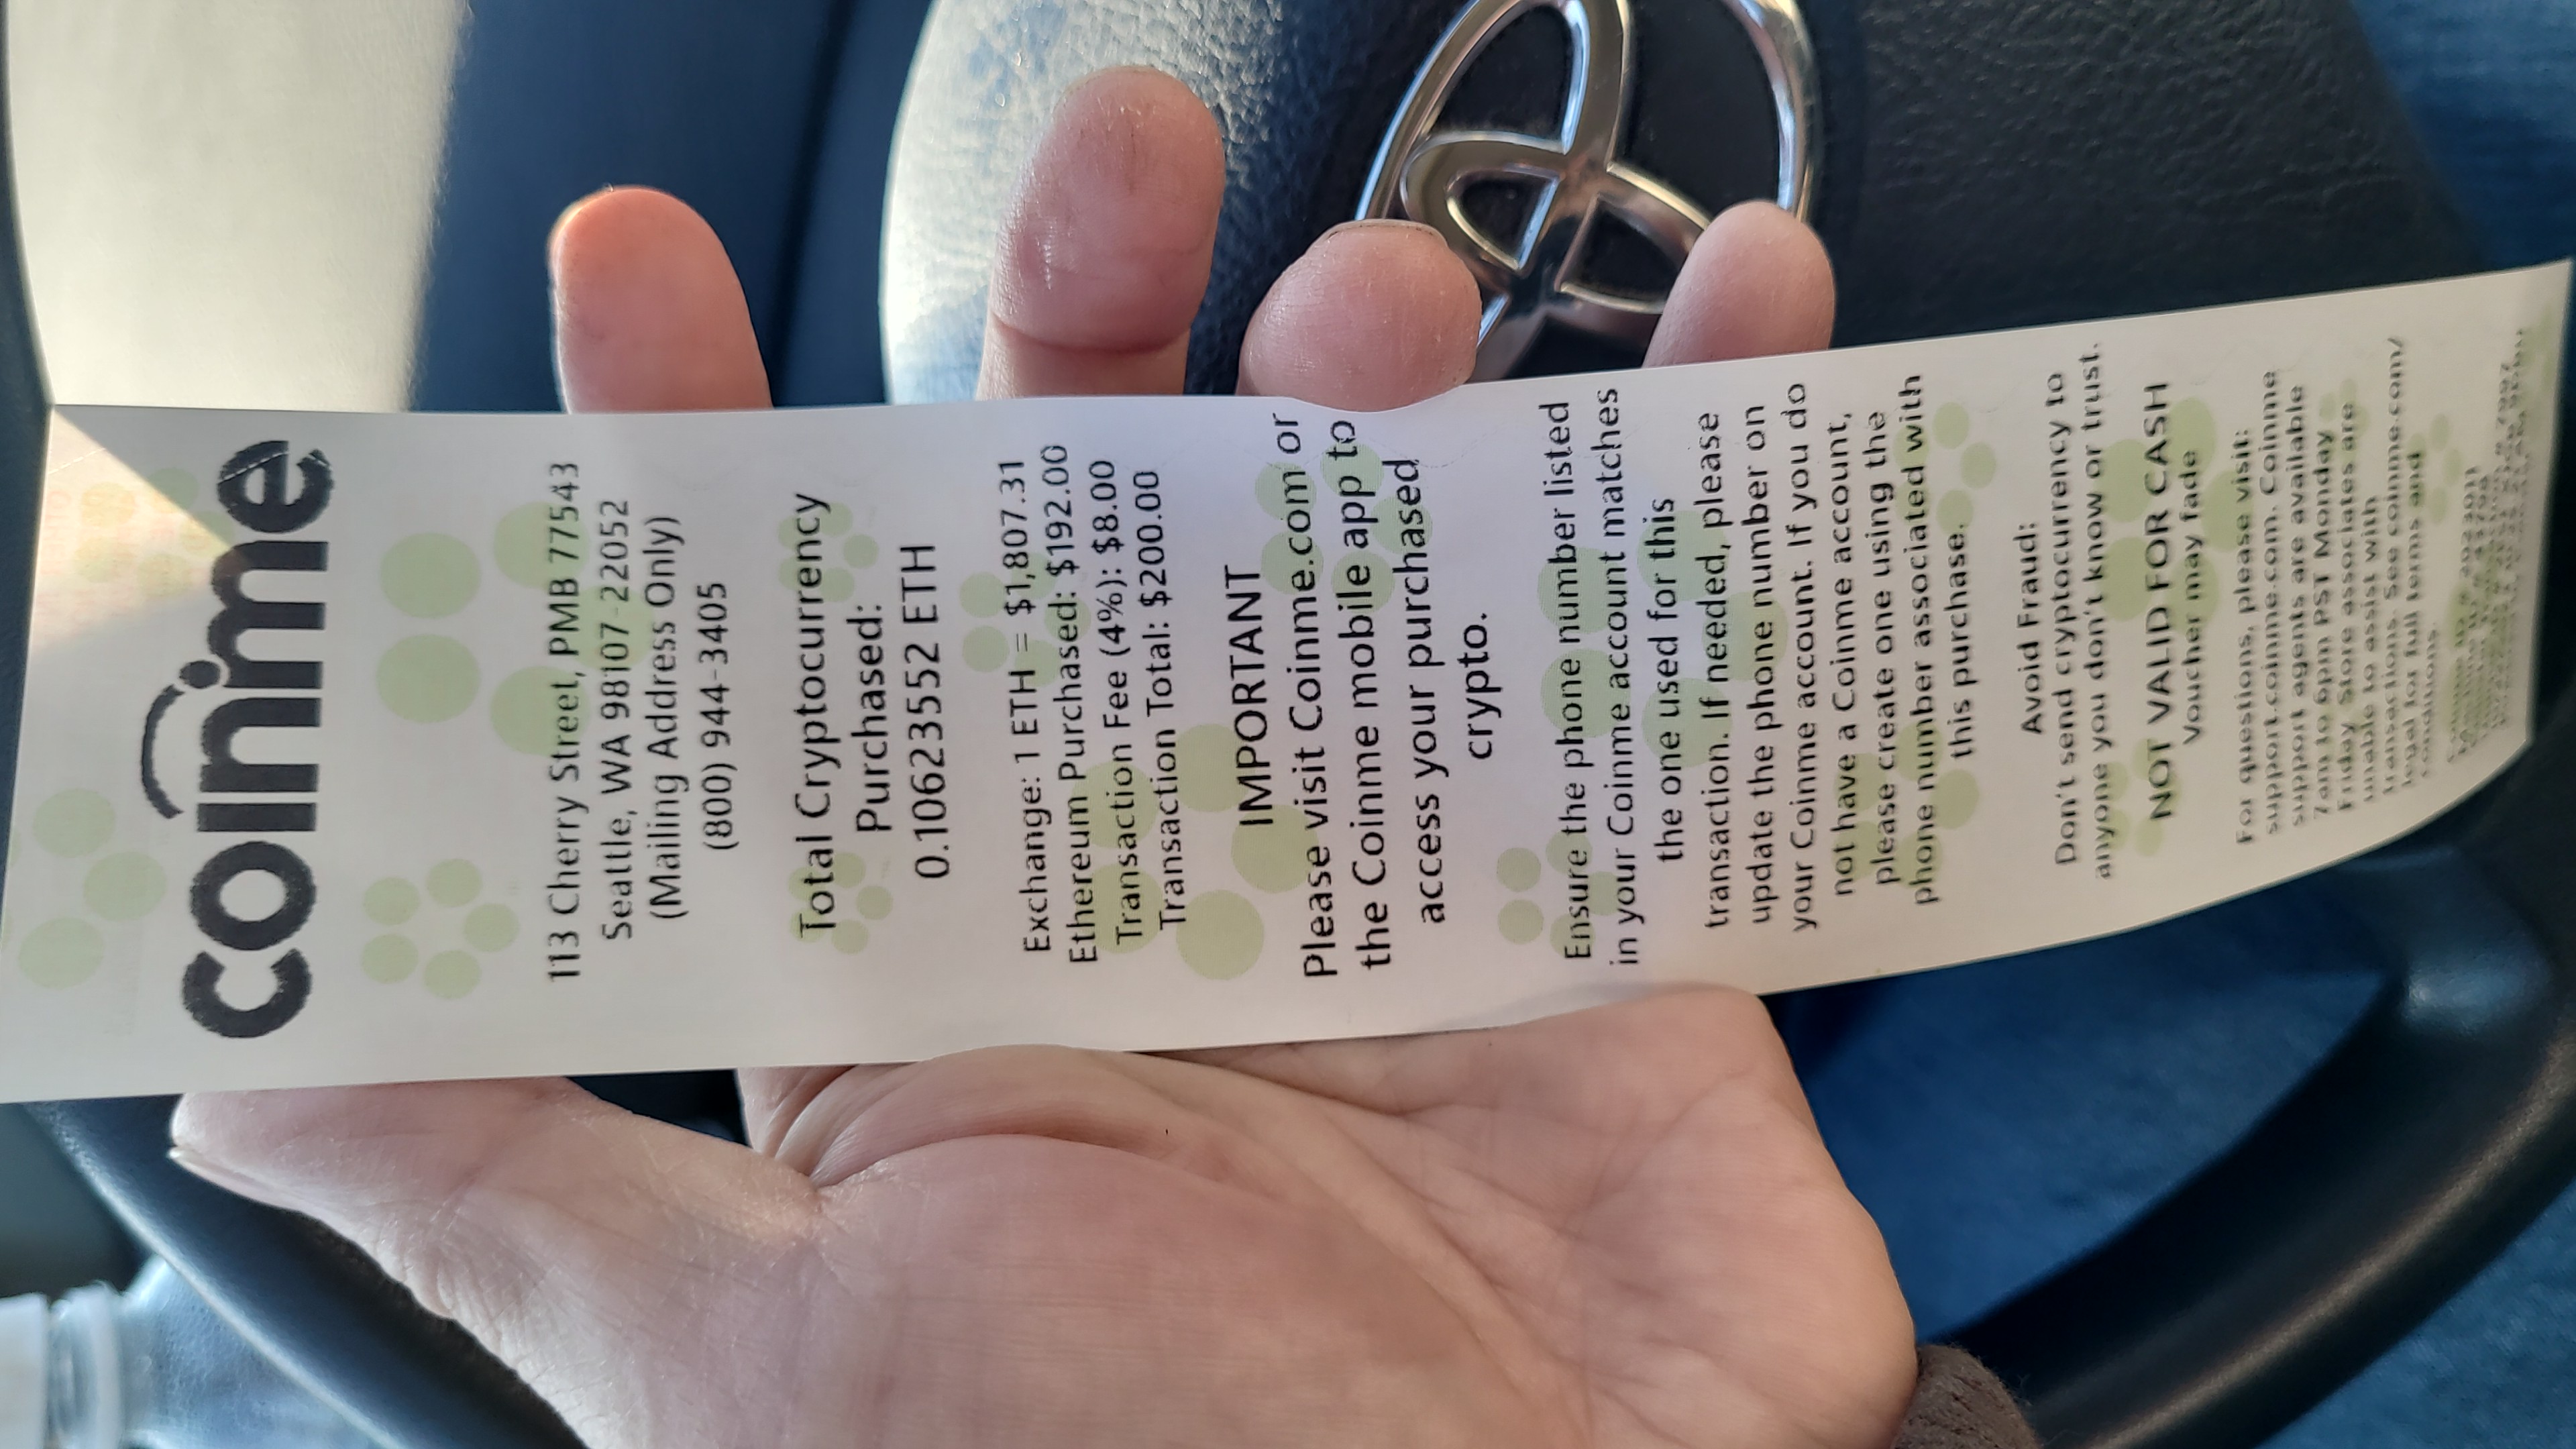 coinme
113 Cherry Street, PMB 77543
Seattle, WA 98107-22052
(Mailing Address Only)
(800) 944-3405
Total Cryptocurrency
Purchased:
0.10623552 ETH
Exchange: 1 ETH = $1,807.31
Ethereum Purchased: $192.00
Transaction Fee (4%): $8.00
Transaction Total: $200.00
IMPORTANT
Please visit Coinme.com or
the Coinme mobile app to
access your purchased
crypto.
Ensure the phone number listed
in your Coinme account matches
the one used for this
transaction. If needed, please
update the phone number on
your Coinme account. If you do
not have a Coinme account,
please create one using the
phone number associated with
this purchase.
Avoid Fraud:
Don't send cryptocurrency to
anyone you don't know or trust.
NOT VALID FOR CASH
Voucher may fade
For questions, please visit:
support.coinme.com. Coinme
support agents are available
7am to 6pm PST Monday
Friday Store associates are
unable to assist with
transactions. See coinme.com/
legal for full terms and
conditions.